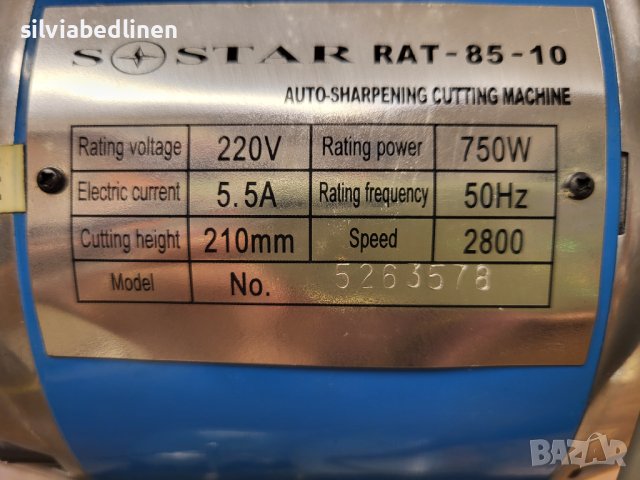 silviabedlinen
SOSTAR RAT-85-10
AUTO-SHARPENING CUTTING MACHINE
Rating voltage 220V Rating power 750W
Electric current 5.5A Rating frequency 50Hz
Cutting height 210mm Speed 2800
Model No. 5263578
BAZAR